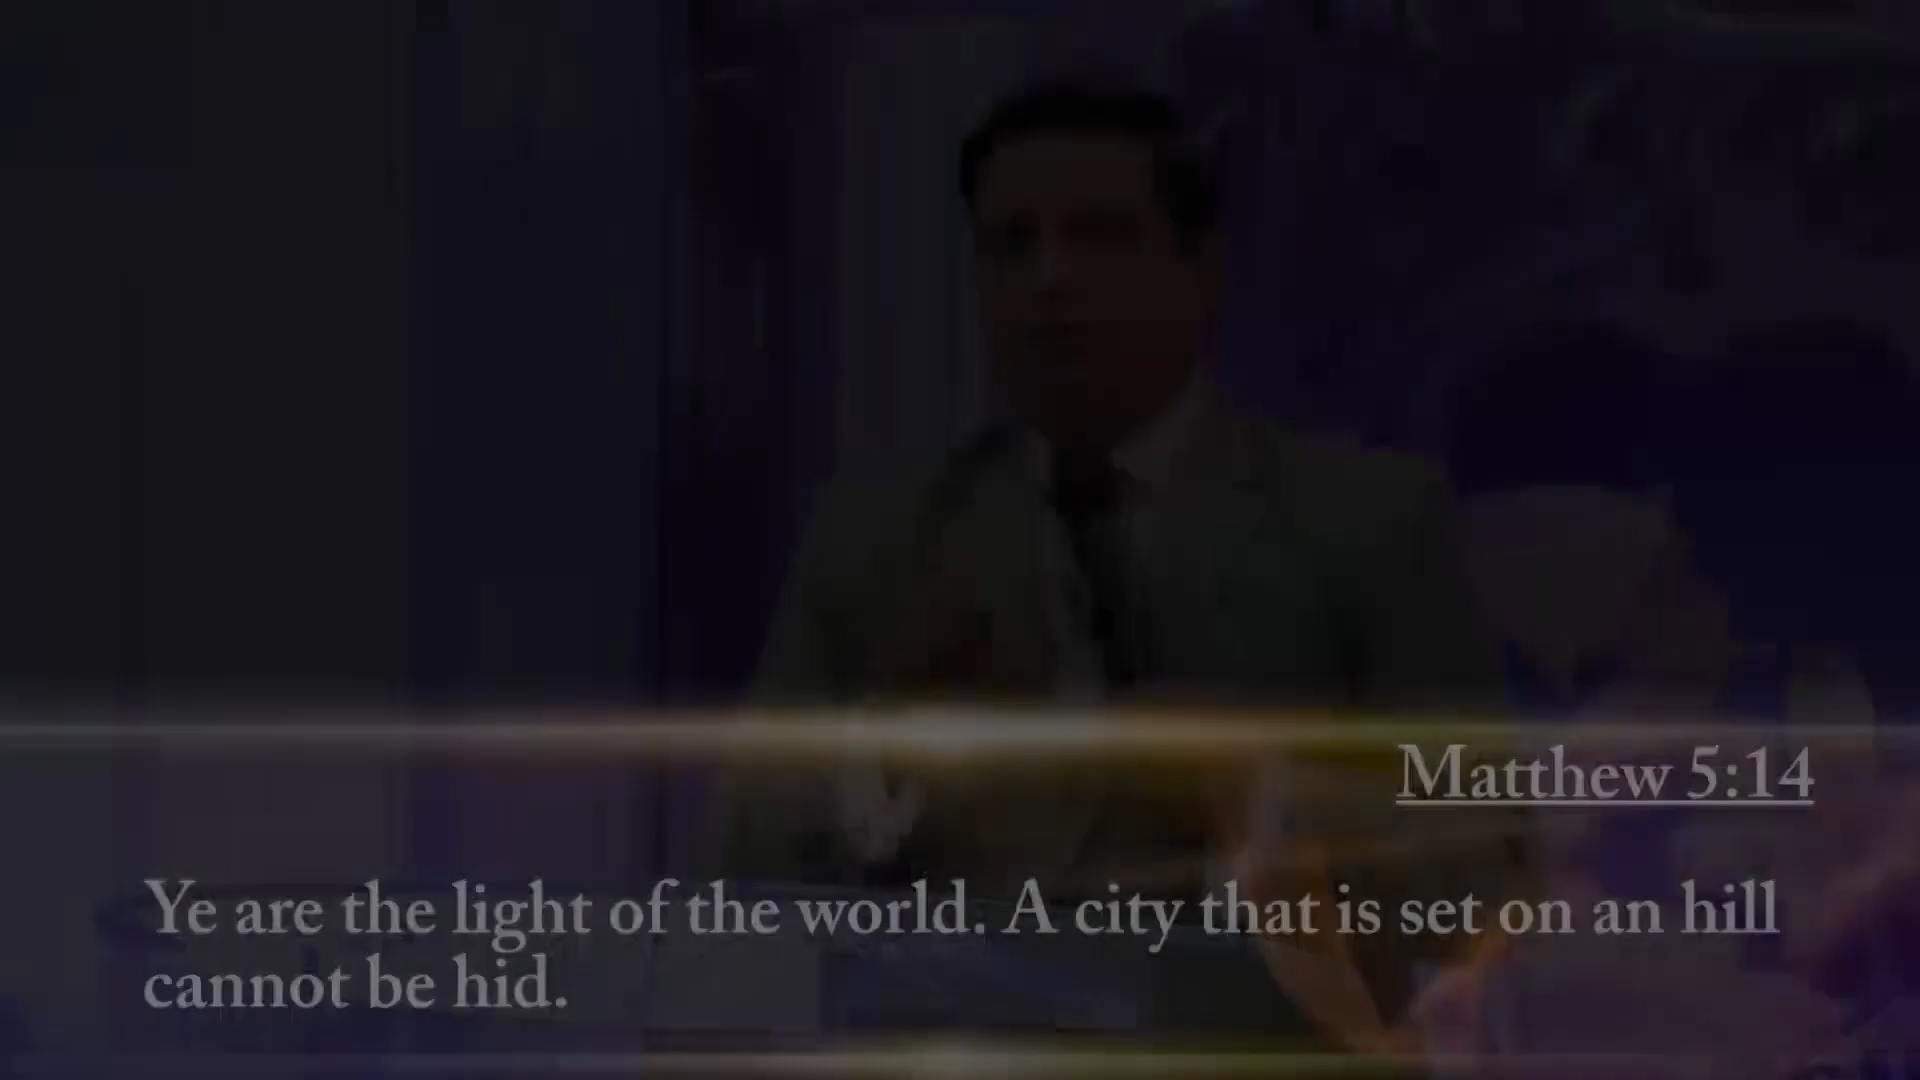 Matthew 5:14
Ye are the light of the world. A city that is set on an hill
cannot be hid.